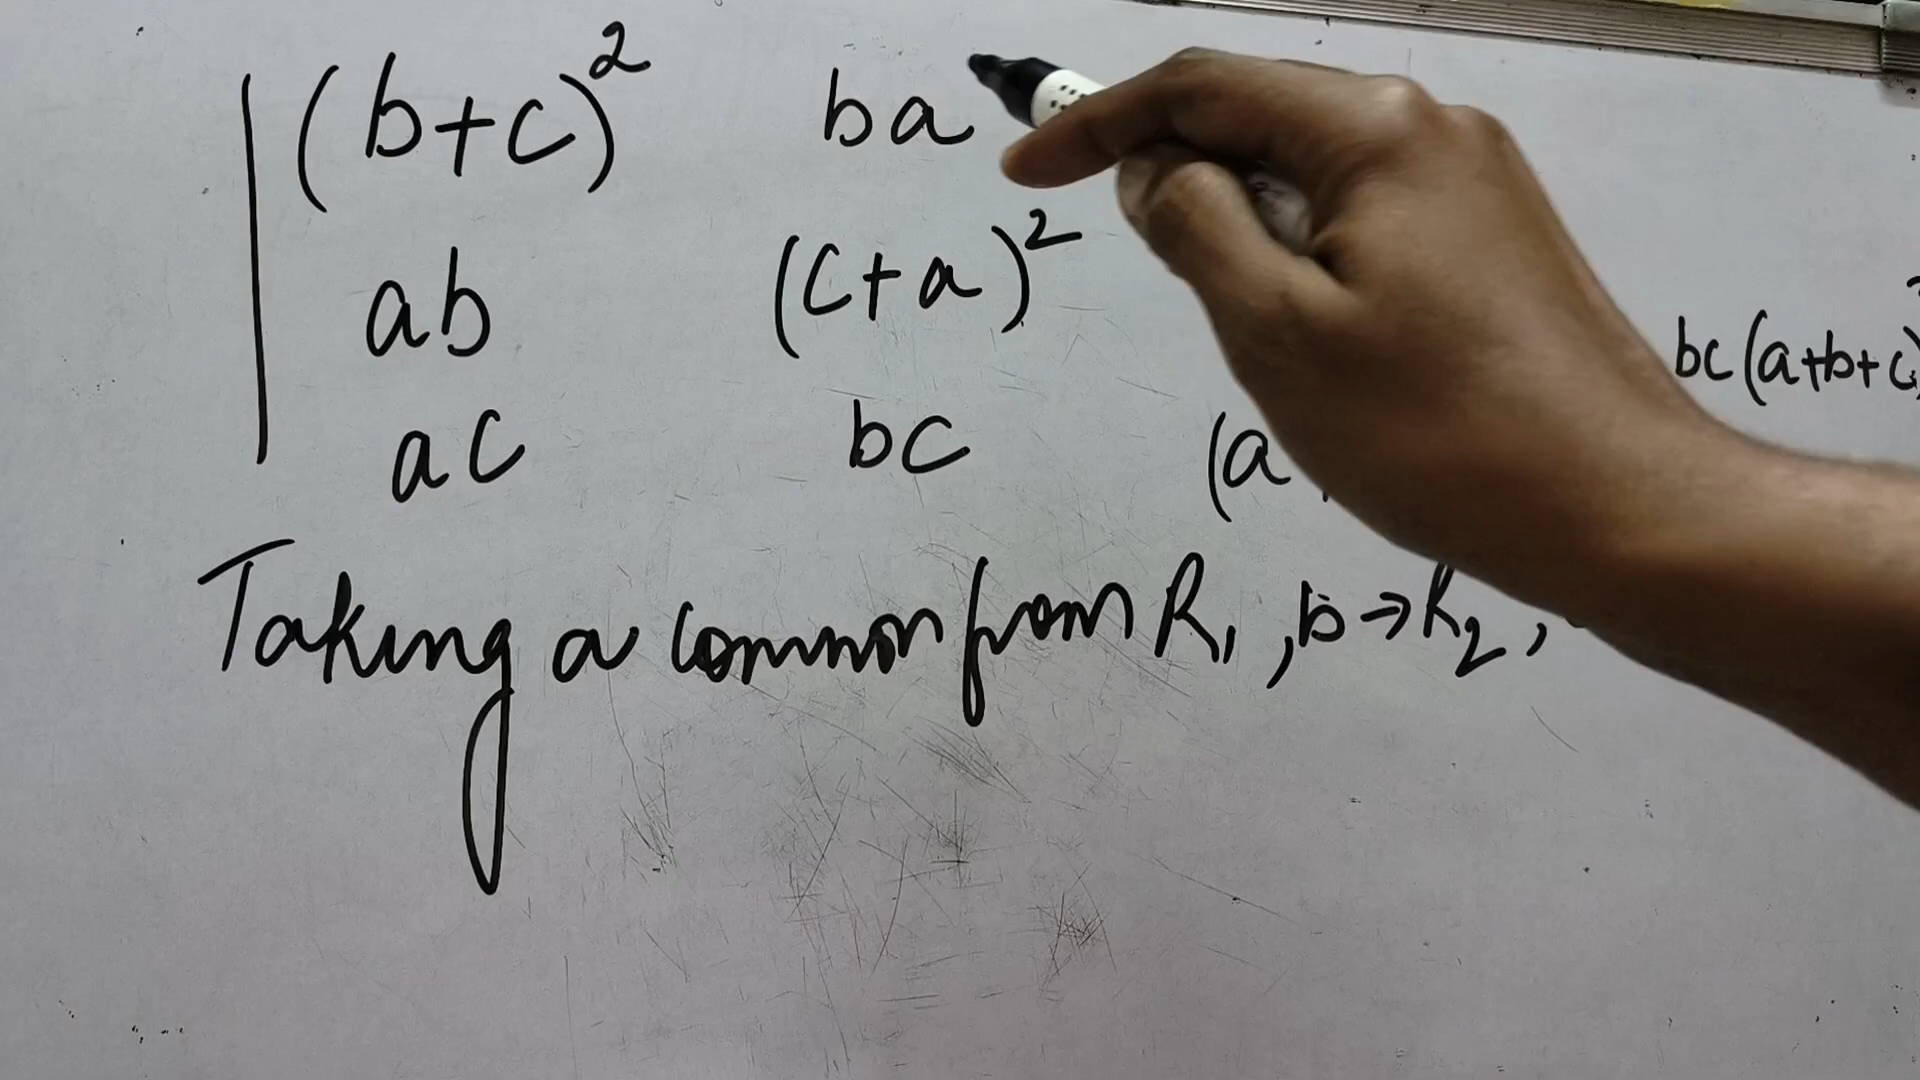 (b+c)² ba
ab (c+a)²
bc(a+b+c)
ac bc (a
Taking a common from R₁, b→R₂,